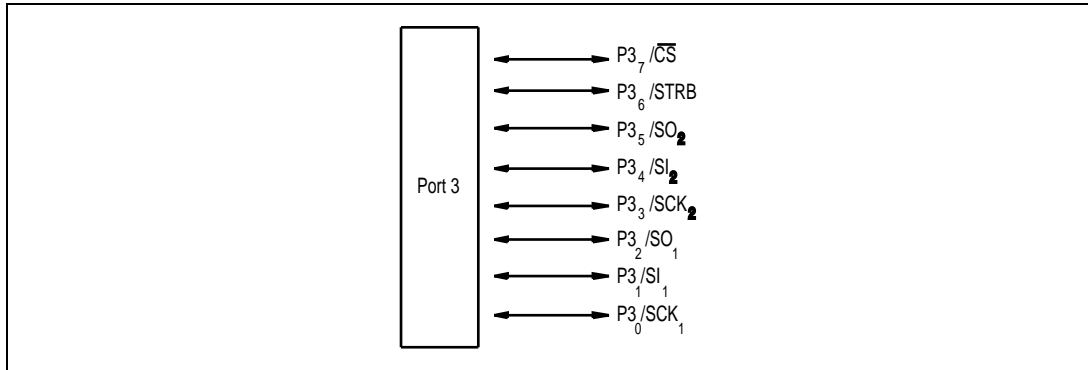 Port 3
P3₇/C̅S̅
P3₆/STRB
P3₅/SO₂
P3₄/SI₂
P3₃/SCK₂
P3₂/SO₁
P3₁/SI₁
P3₀/SCK₁